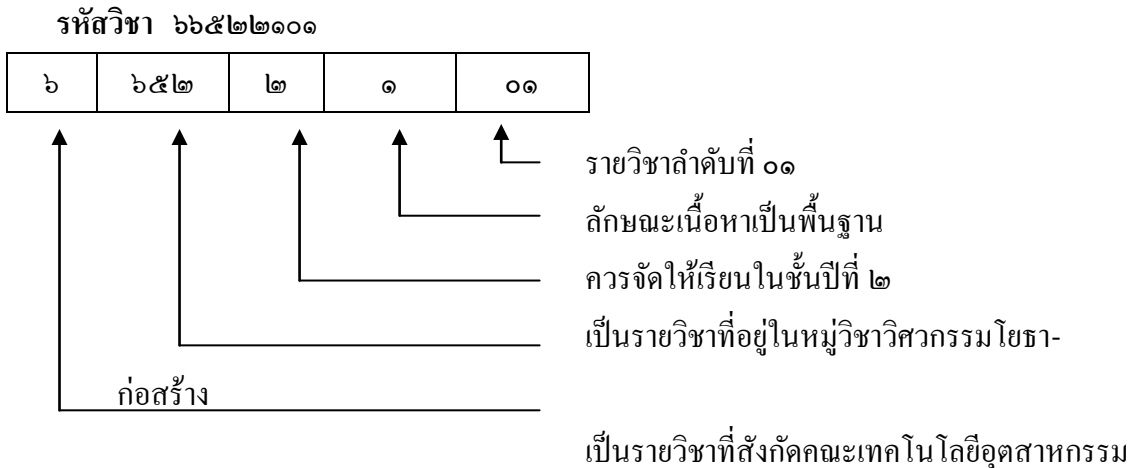 รหัสวิชา ๖๖๕๒๒๑๐๑
๖ ๖๕๒ ๒ ๑ ๐๑
รายวิชาลำดับที่ ๐๑
ลักษณะเนื้อหาเป็นพื้นฐาน
ควรจัดให้เรียนในชั้นปีที่ ๒
เป็นรายวิชาที่อยู่ในหมู่วิชาวิศวกรรมโยธา-
ก่อสร้าง
เป็นรายวิชาที่สังกัดคณะเทคโนโลยีอุตสาหกรรม